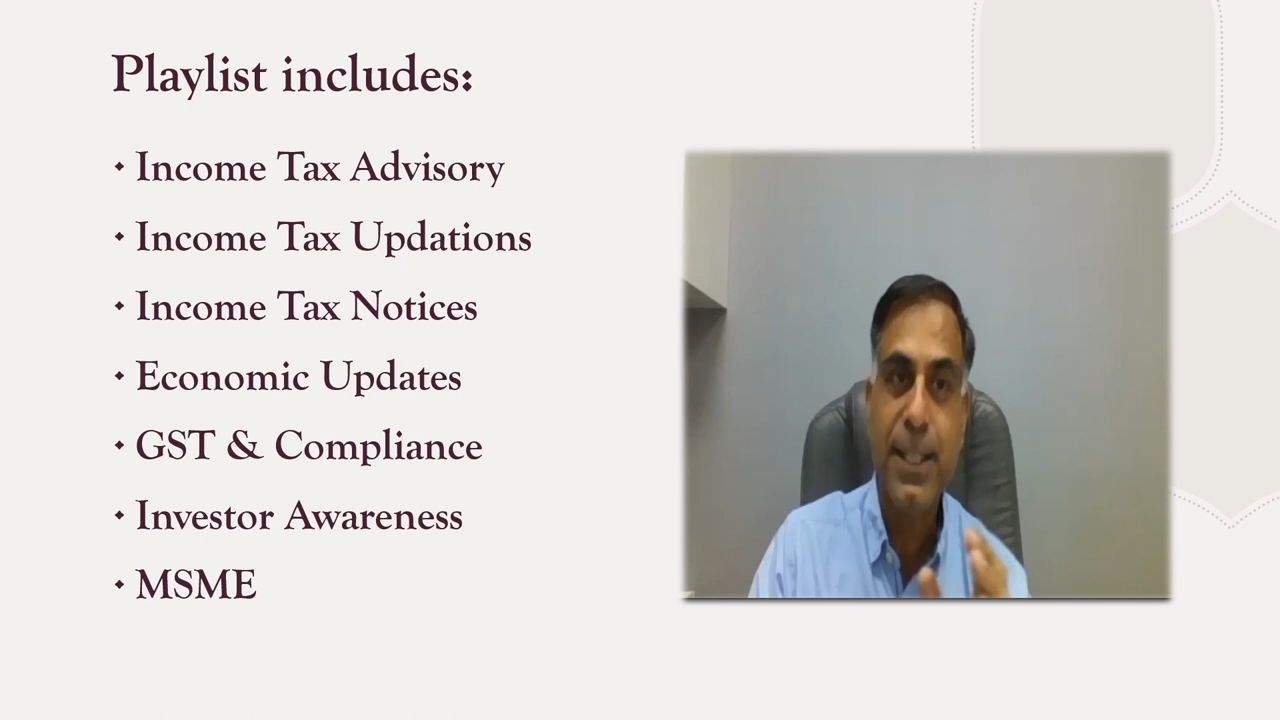 Playlist includes:
• Income Tax Advisory
• Income Tax Updations
• Income Tax Notices
• Economic Updates
• GST & Compliance
• Investor Awareness
• MSME